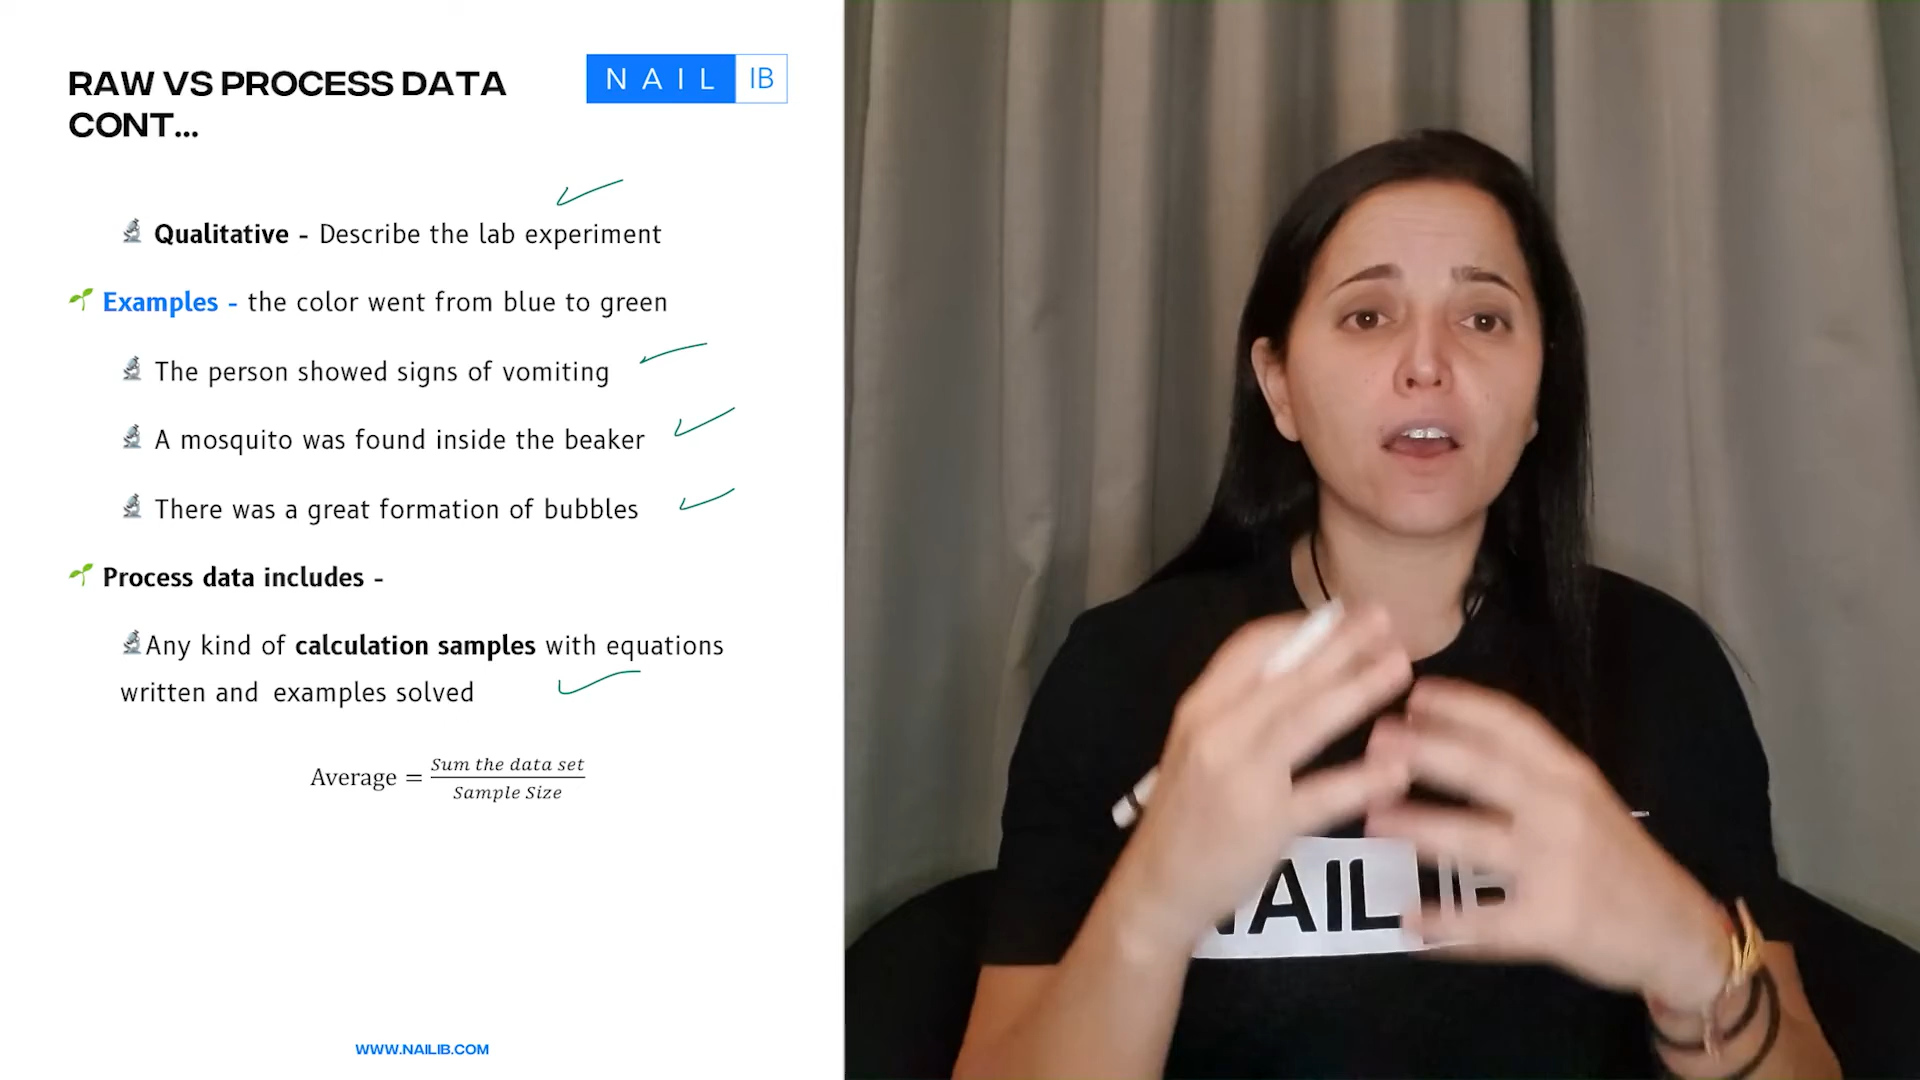 RAW VS PROCESS DATA
CONT...
NAIL IB
Qualitative - Describe the lab experiment
Examples - the color went from blue to green
The person showed signs of vomiting
A mosquito was found inside the beaker
There was a great formation of bubbles
Process data includes -
Any kind of calculation samples with equations
written and examples solved
Average = Sum the data set / Sample Size
WWW.NAILIB.COM
NAIL IB